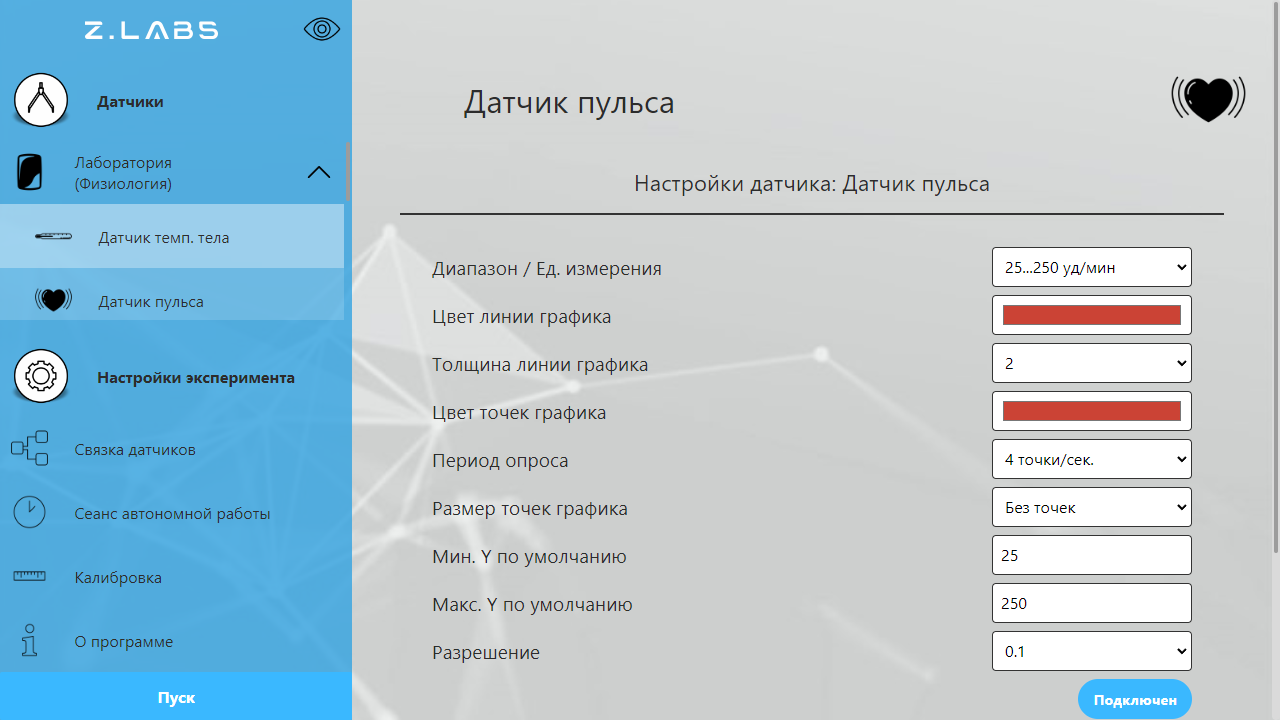 Z.LABS
Датчики
Лаборатория
(Физиология)
Датчик темп. тела
Датчик пульса
Настройки эксперимента
Связка датчиков
Сеанс автономной работы
Калибровка
О программе
Пуск
Датчик пульса
Настройки датчика: Датчик пульса
Диапазон / Ед. измерения 25...250 уд/мин
Цвет линии графика
Толщина линии графика 2
Цвет точек графика
Период опроса 4 точки/сек.
Размер точек графика Без точек
Мин. Y по умолчанию 25
Макс. Y по умолчанию 250
Разрешение 0.1
Подключен